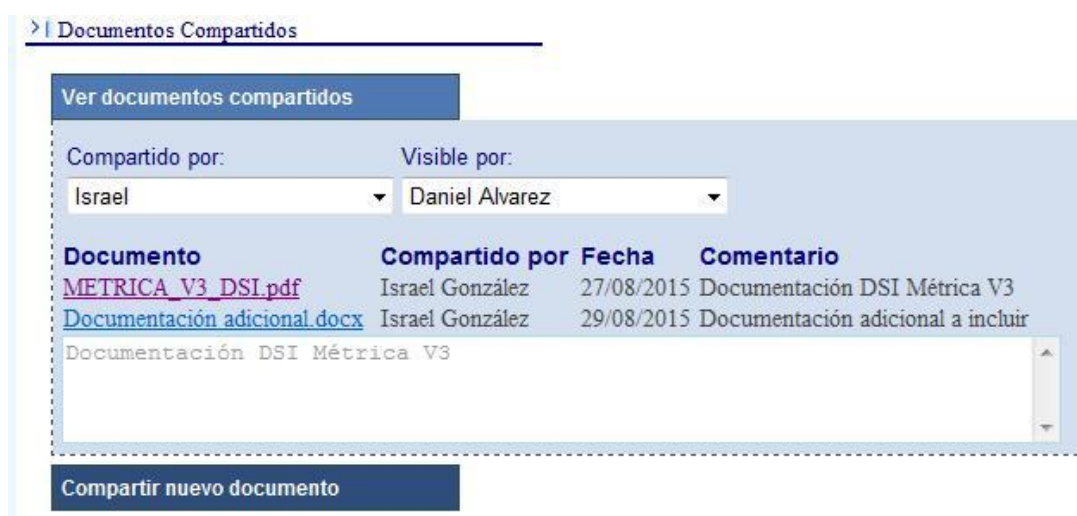 Documentos Compartidos
Ver documentos compartidos
Compartido por: Visible por:
Israel Daniel Alvarez
Documento Compartido por Fecha Comentario
METRICA_V3_DSI.pdf Israel González 27/08/2015 Documentación DSI Métrica V3
Documentación adicional.docx Israel González 29/08/2015 Documentación adicional a incluir
Documentación DSI Métrica V3
Compartir nuevo documento